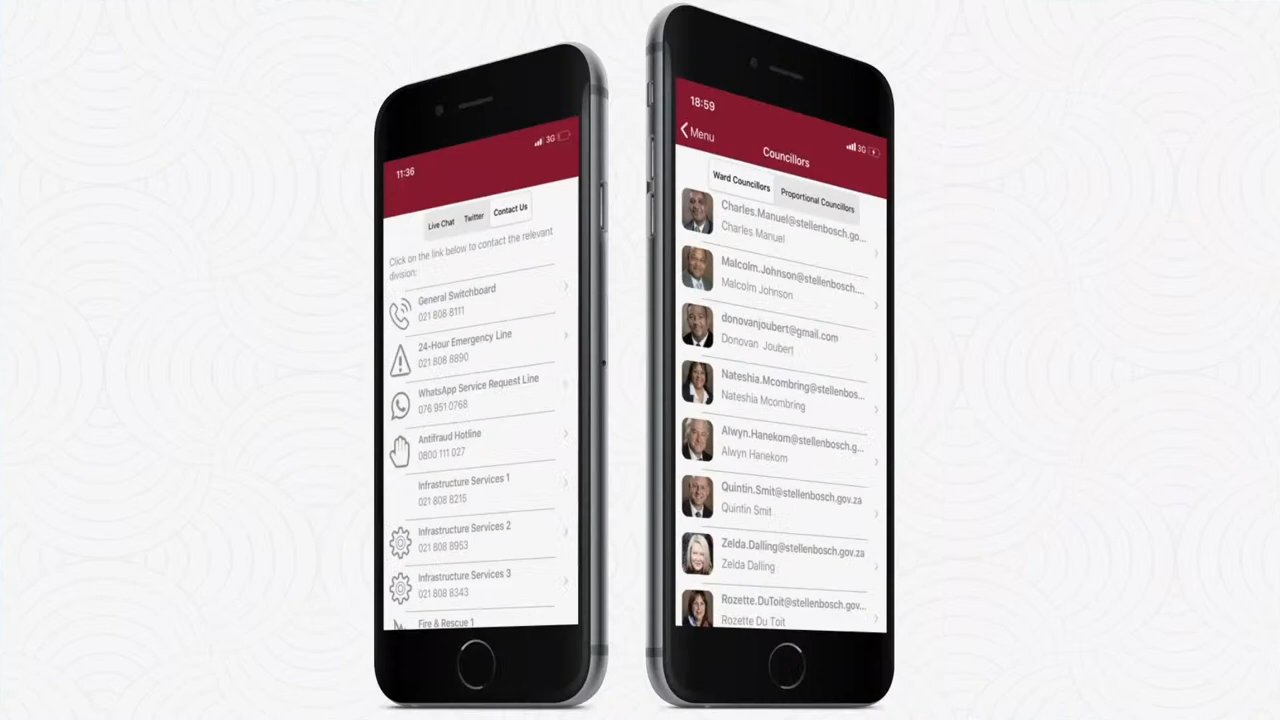 11:36
3G
Live Chat
Twitter
Contact Us
Click on the link below to contact the relevant
division:
General Switchboard
021 808 8111
24-Hour Emergency Line
021 808 8890
WhatsApp Service Request Line
076 951 0768
Antifraud Hotline
0800 111 027
Infrastructure Services 1
021 808 8215
Infrastructure Services 2
021 808 8953
Infrastructure Services 3
021 808 8343
Fire & Rescue 1
18:59
3G
Menu
Councillors
Ward Councillors
Proportional Councillors
Charles.Manuel@stellenbosch.go...
Charles Manuel
Malcolm.Johnson@stellenbosch....
Malcolm Johnson
donovanjoubert@gmail.com
Donovan Joubert
Nateshia.Mcombring@stellenbos...
Nateshia Mcombring
Alwyn.Hanekom@stellenbosch.g...
Alwyn Hanekom
Quintin.Smit@stellenbosch.gov.za
Quintin Smit
Zelda.Dalling@stellenbosch.gov.za
Zelda Dalling
Rozette.DuToit@stellenbosch.gov...
Rozette Du Toit